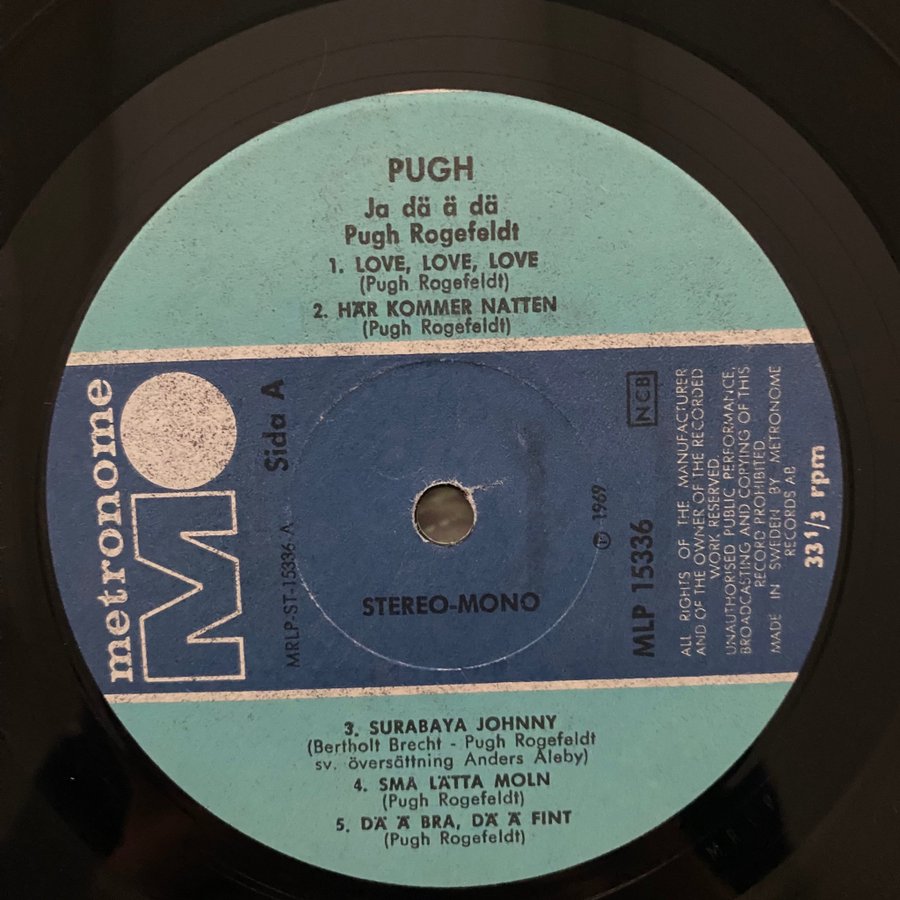 PUGH
Ja dä ä dä
Pugh Rogefeldt
1. LOVE, LOVE, LOVE
(Pugh Rogefeldt)
2. HÄR KOMMER NATTEN
(Pugh Rogefeldt)
metronome
M
Sida A
MRLP-ST-15336-A
STEREO-MONO
NCB
℗ 1969
MLP 15336
ALL RIGHTS OF THE MANUFACTURER
AND OF THE OWNER OF THE RECORDED
WORK RESERVED
UNAUTHORISED PUBLIC PERFORMANCE,
BROADCASTING AND COPYING OF THIS
RECORD PROHIBITED
MADE IN SWEDEN BY METRONOME
RECORDS AB
33 1/3 rpm
3. SURABAYA JOHNNY
(Bertholt Brecht - Pugh Rogefeldt
sv. översättning Anders Aleby)
4. SMÅ LÄTTA MOLN
(Pugh Rogefeldt)
5. DÄ Ä BRA, DÄ Ä FINT
(Pugh Rogefeldt)